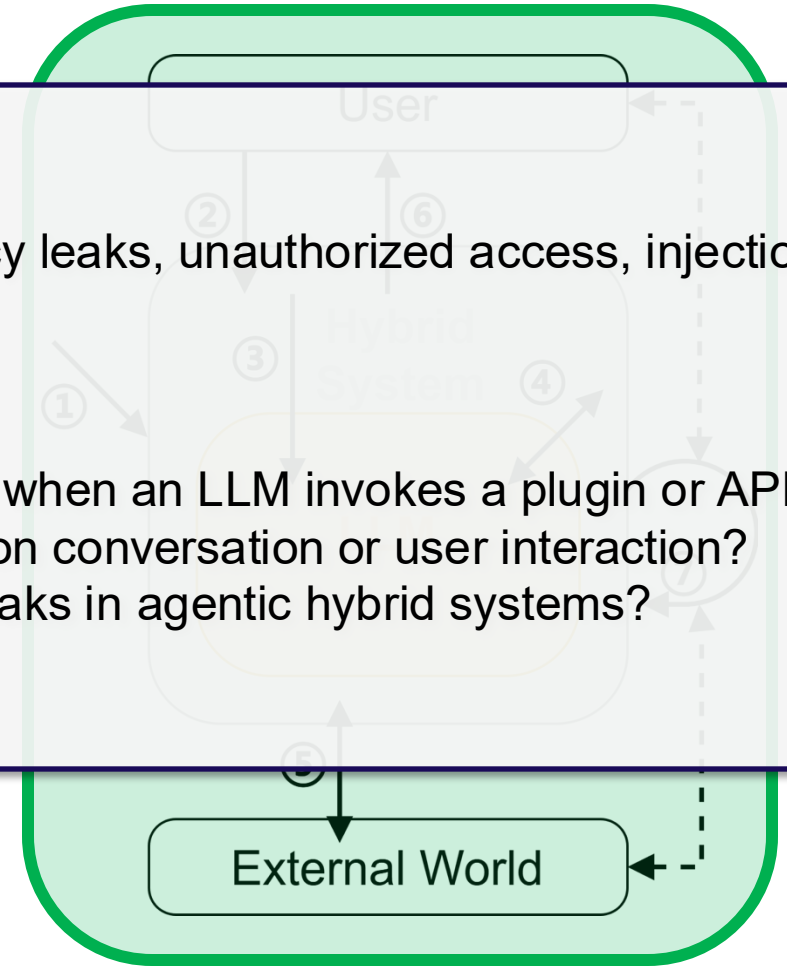 User
② ⑥
y leaks, unauthorized access, injectio
Hybrid
③
System ④
①
when an LLM invokes a plugin or API
on conversation or user interaction?
⑦
aks in agentic hybrid systems?
⑤
External World